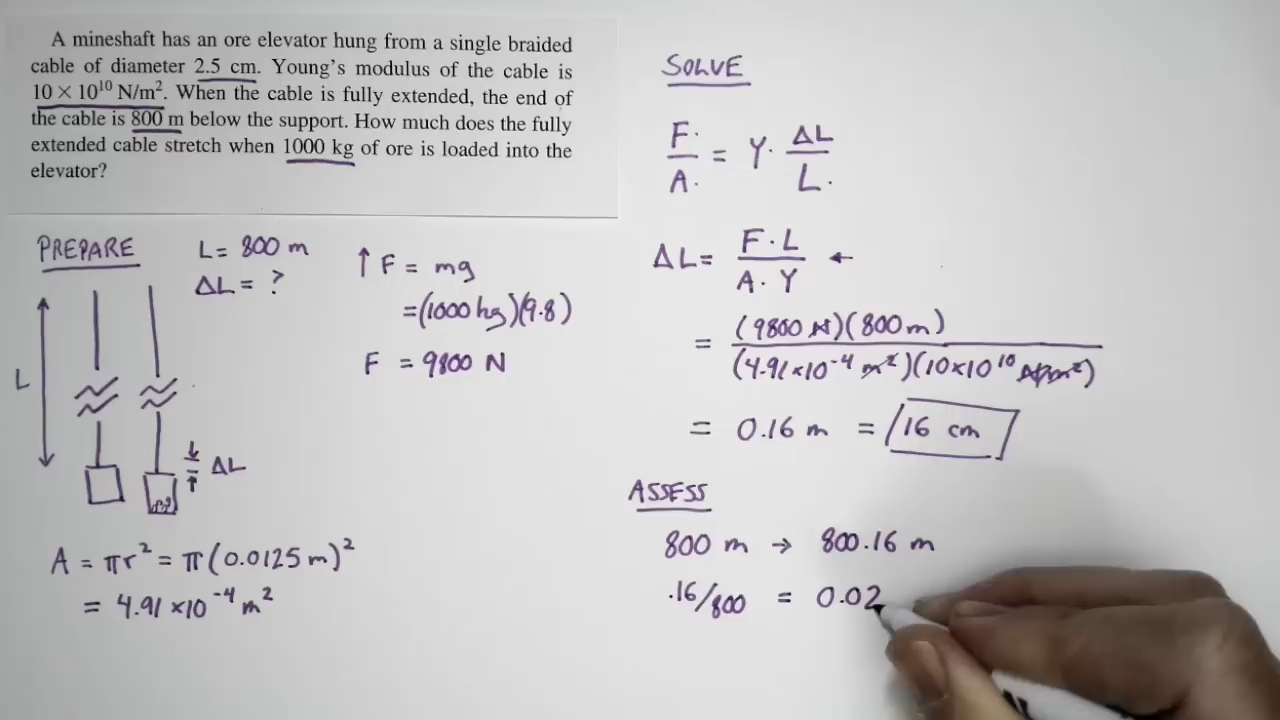 A mineshaft has an ore elevator hung from a single braided
cable of diameter 2.5 cm. Young's modulus of the cable is
10 × 10¹⁰ N/m². When the cable is fully extended, the end of
the cable is 800 m below the support. How much does the fully
extended cable stretch when 1000 kg of ore is loaded into the
elevator?
PREPARE
L = 800 m
ΔL = ?
L
ΔL
A = πr² = π(0.0125 m)²
= 4.91 × 10⁻⁴ m²
↑ F = mg
= (1000 kg)(9.8)
F = 9800 N
SOLVE
F/A = Y · ΔL/L
ΔL = F·L / A·Y ←
= (9800 N)(800 m) / (4.91×10⁻⁴ m²)(10×10¹⁰ N/m²)
= 0.16 m = 16 cm
ASSESS
800 m → 800.16 m
.16/800 = 0.02